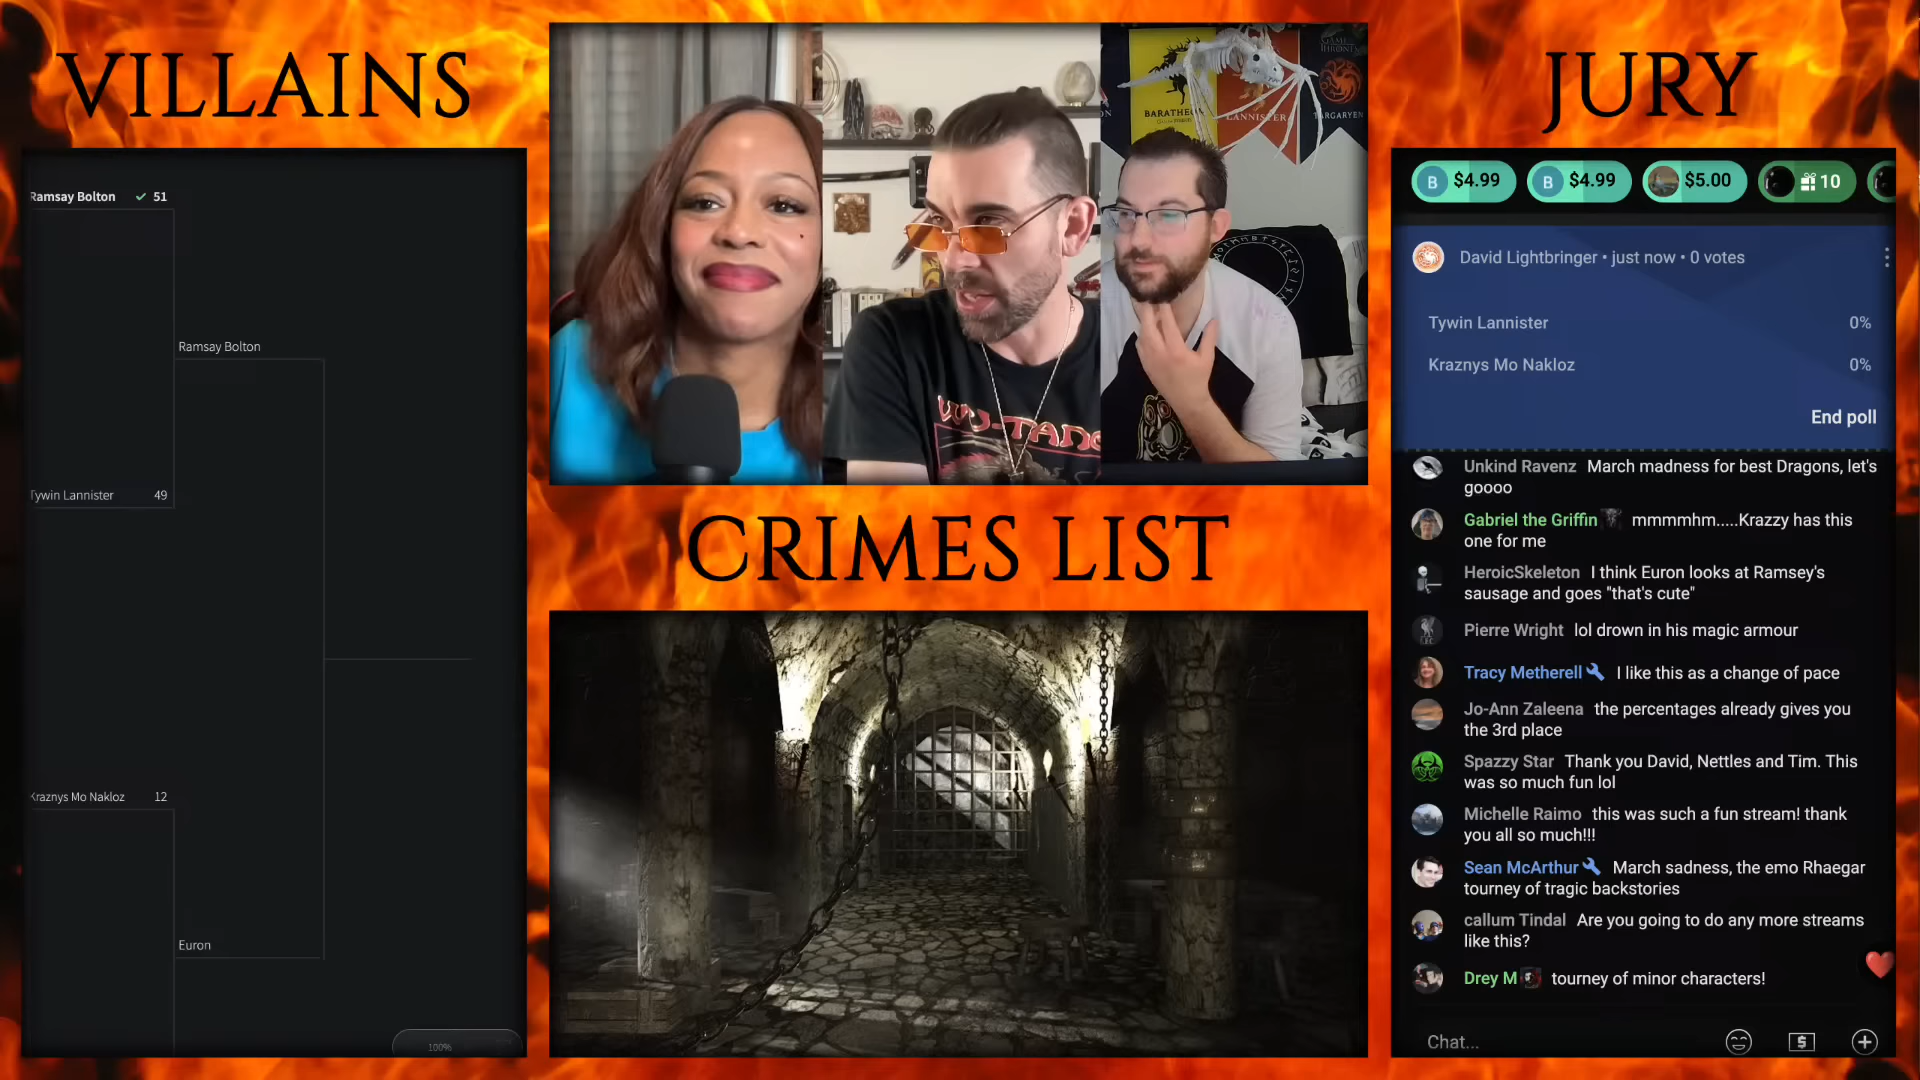 VILLAINS
Ramsay Bolton ✓ 51
Ramsay Bolton
Tywin Lannister 49
Kraznys Mo Nakloz 12
Euron
100%
BARATHEON
LANNISTER
TARGARYEN
GAME
THRONES
WU-TANG
CRIMES LIST
JURY
B $4.99
B $4.99
$5.00
10
David Lightbringer • just now • 0 votes
Tywin Lannister 0%
Kraznys Mo Nakloz 0%
End poll
Unkind Ravenz March madness for best Dragons, let's
goooo
Gabriel the Griffin mmmmhm.....Krazzy has this
one for me
HeroicSkeleton I think Euron looks at Ramsey's
sausage and goes "that's cute"
Pierre Wright lol drown in his magic armour
Tracy Metherell I like this as a change of pace
Jo-Ann Zaleena the percentages already gives you
the 3rd place
Spazzy Star Thank you David, Nettles and Tim. This
was so much fun lol
Michelle Raimo this was such a fun stream! thank
you all so much!!!
Sean McArthur March sadness, the emo Rhaegar
tourney of tragic backstories
callum Tindal Are you going to do any more streams
like this?
Drey M tourney of minor characters!
Chat...